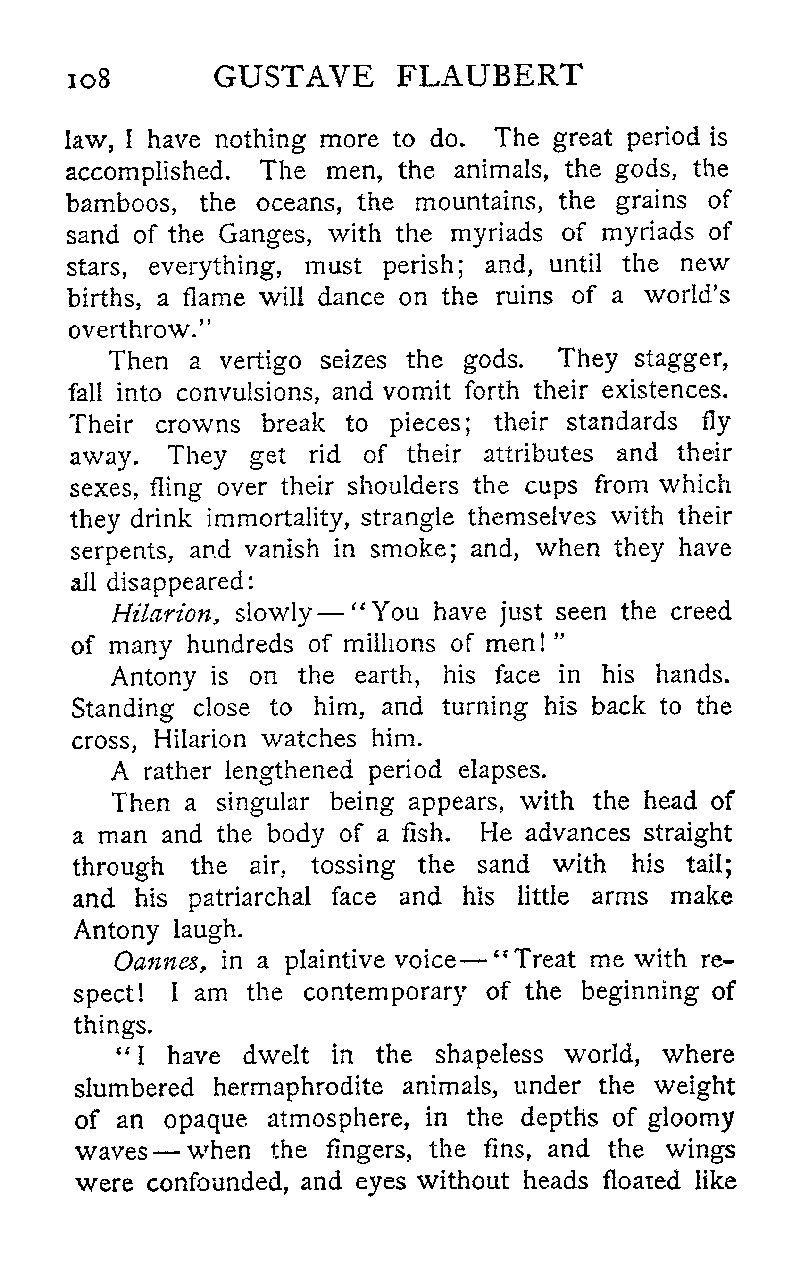 108 GUSTAVE FLAUBERT
law, I have nothing more to do. The great period is
accomplished. The men, the animals, the gods, the
bamboos, the oceans, the mountains, the grains of
sand of the Ganges, with the myriads of myriads of
stars, everything, must perish; and, until the new
births, a flame will dance on the ruins of a world's
overthrow."
Then a vertigo seizes the gods. They stagger,
fall into convulsions, and vomit forth their existences.
Their crowns break to pieces; their standards fly
away. They get rid of their attributes and their
sexes, fling over their shoulders the cups from which
they drink immortality, strangle themselves with their
serpents, and vanish in smoke; and, when they have
all disappeared:
Hilarion, slowly—"You have just seen the creed
of many hundreds of millions of men!"
Antony is on the earth, his face in his hands.
Standing close to him, and turning his back to the
cross, Hilarion watches him.
A rather lengthened period elapses.
Then a singular being appears, with the head of
a man and the body of a fish. He advances straight
through the air, tossing the sand with his tail;
and his patriarchal face and his little arms make
Antony laugh.
Oannes, in a plaintive voice—"Treat me with re-
spect! I am the contemporary of the beginning of
things.
"I have dwelt in the shapeless world, where
slumbered hermaphrodite animals, under the weight
of an opaque atmosphere, in the depths of gloomy
waves—when the fingers, the fins, and the wings
were confounded, and eyes without heads floated like